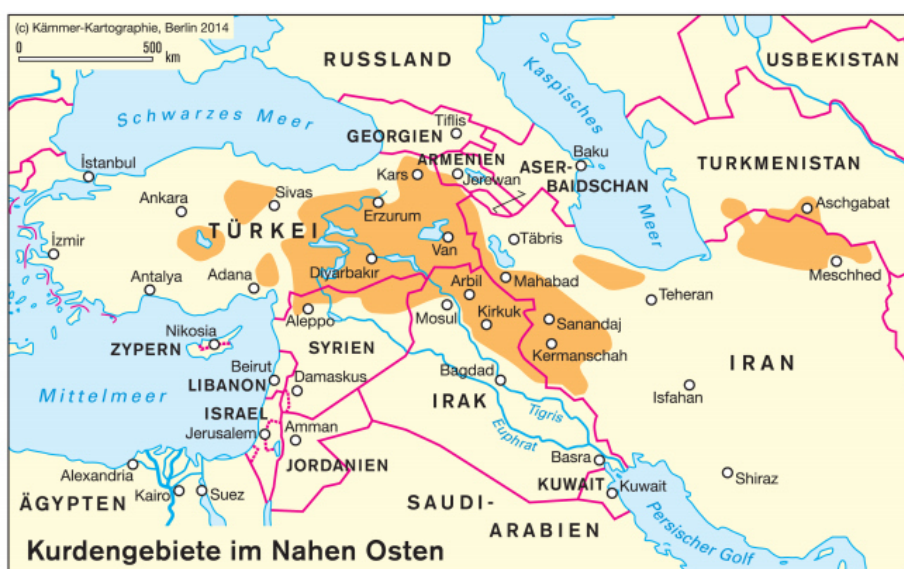 (c) Kämmer-Kartographie, Berlin 2014
0 500
km
RUSSLAND
USBEKISTAN
Kaspisches
Meer
Schwarzes Meer
Tiflis
GEORGIEN
ARMENIEN
Kars
Jerewan
ASER-
BAIDSCHAN
Baku
TURKMENISTAN
İstanbul
Ankara
Sivas
Erzurum
Aschgabat
TÜRKEI
Van
Täbris
İzmir
Diyarbakır
Meschhed
Antalya
Adana
Mahabad
Arbil
Teheran
Aleppo
Mosul
Kirkuk
Sanandaj
Nikosia
ZYPERN
SYRIEN
Kermanschah
IRAN
Beirut
LIBANON
Damaskus
Bagdad
Isfahan
Mittelmeer
IRAK
Tigris
ISRAEL
Jerusalem
Amman
Euphrat
JORDANIEN
Basra
Alexandria
Kairo
Suez
KUWAIT
Kuwait
Shiraz
ÄGYPTEN
SAUDI-
ARABIEN
Persischer Golf
Kurdengebiete im Nahen Osten